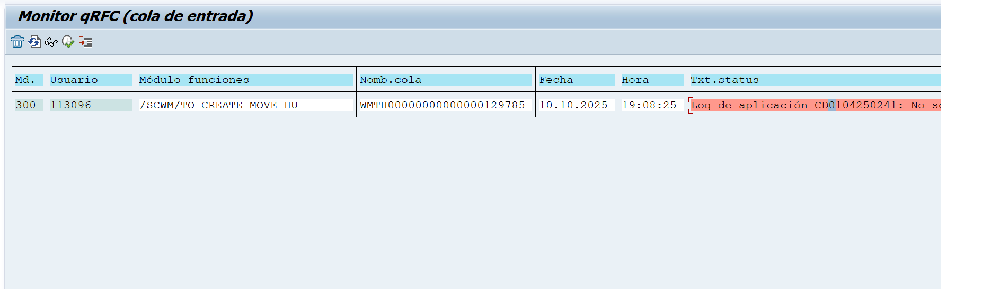 Monitor qRFC (cola de entrada)
Md. Usuario Módulo funciones Nomb.cola Fecha Hora Txt.status
300 113096 /SCWM/TO_CREATE_MOVE_HU WMTH00000000000000129785 10.10.2025 19:08:25 Log de aplicación CD0104250241: No se